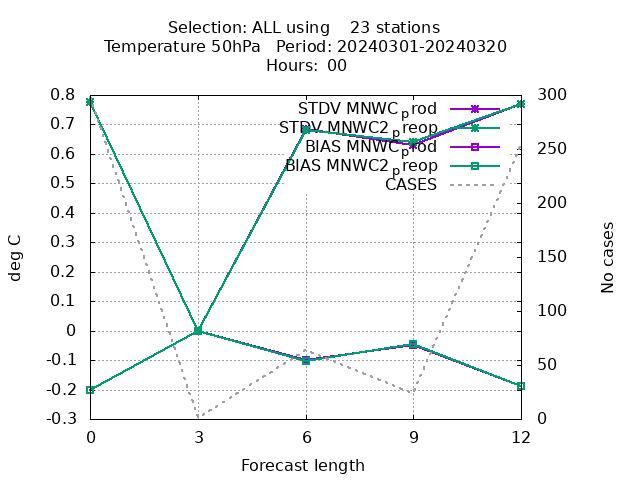 Selection: ALL using    23 stations
Temperature 50hPa   Period: 20240301-20240320
Hours:  00
0.8
0.7
0.6
0.5
0.4
0.3
0.2
0.1
0
-0.1
-0.2
-0.3
deg C
STDV MNWC_prod
STDV MNWC2_preop
BIAS MNWC_prod
BIAS MNWC2_preop
CASES
300
250
200
150
100
50
0
No cases
0 3 6 9 12
Forecast length